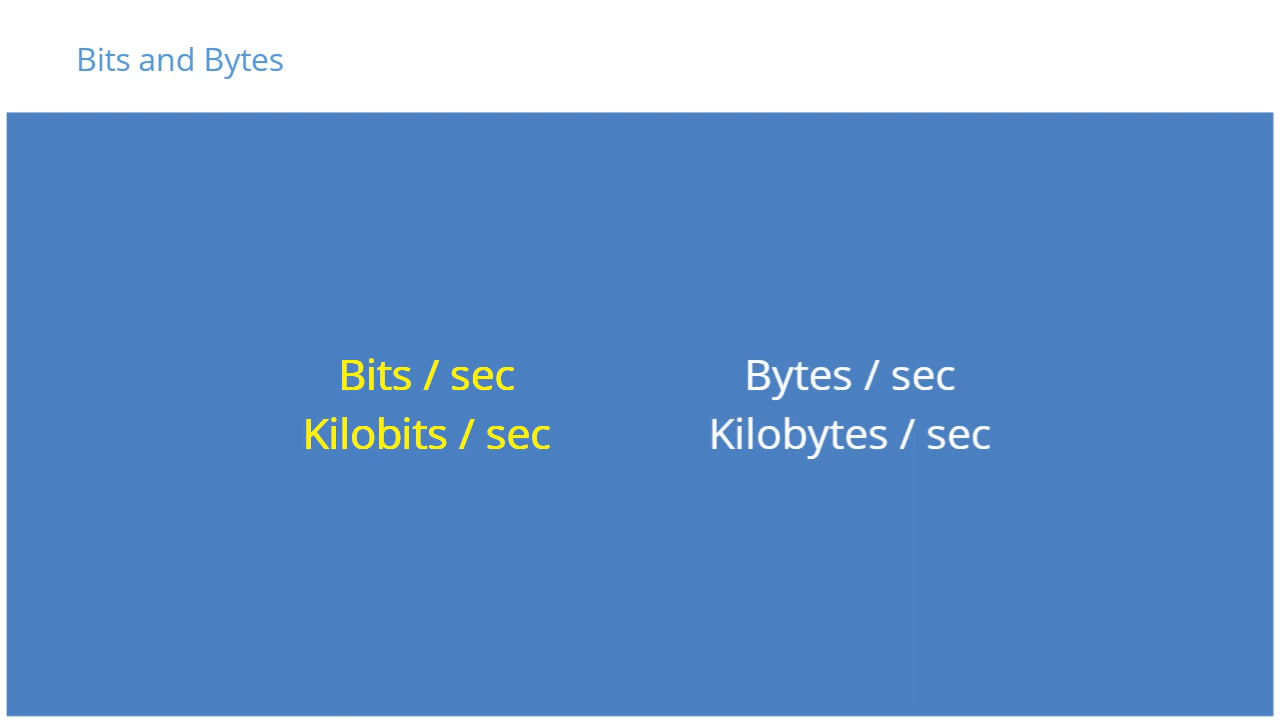 Bits and Bytes
Bits / sec
Kilobits / sec
Bytes / sec
Kilobytes / sec